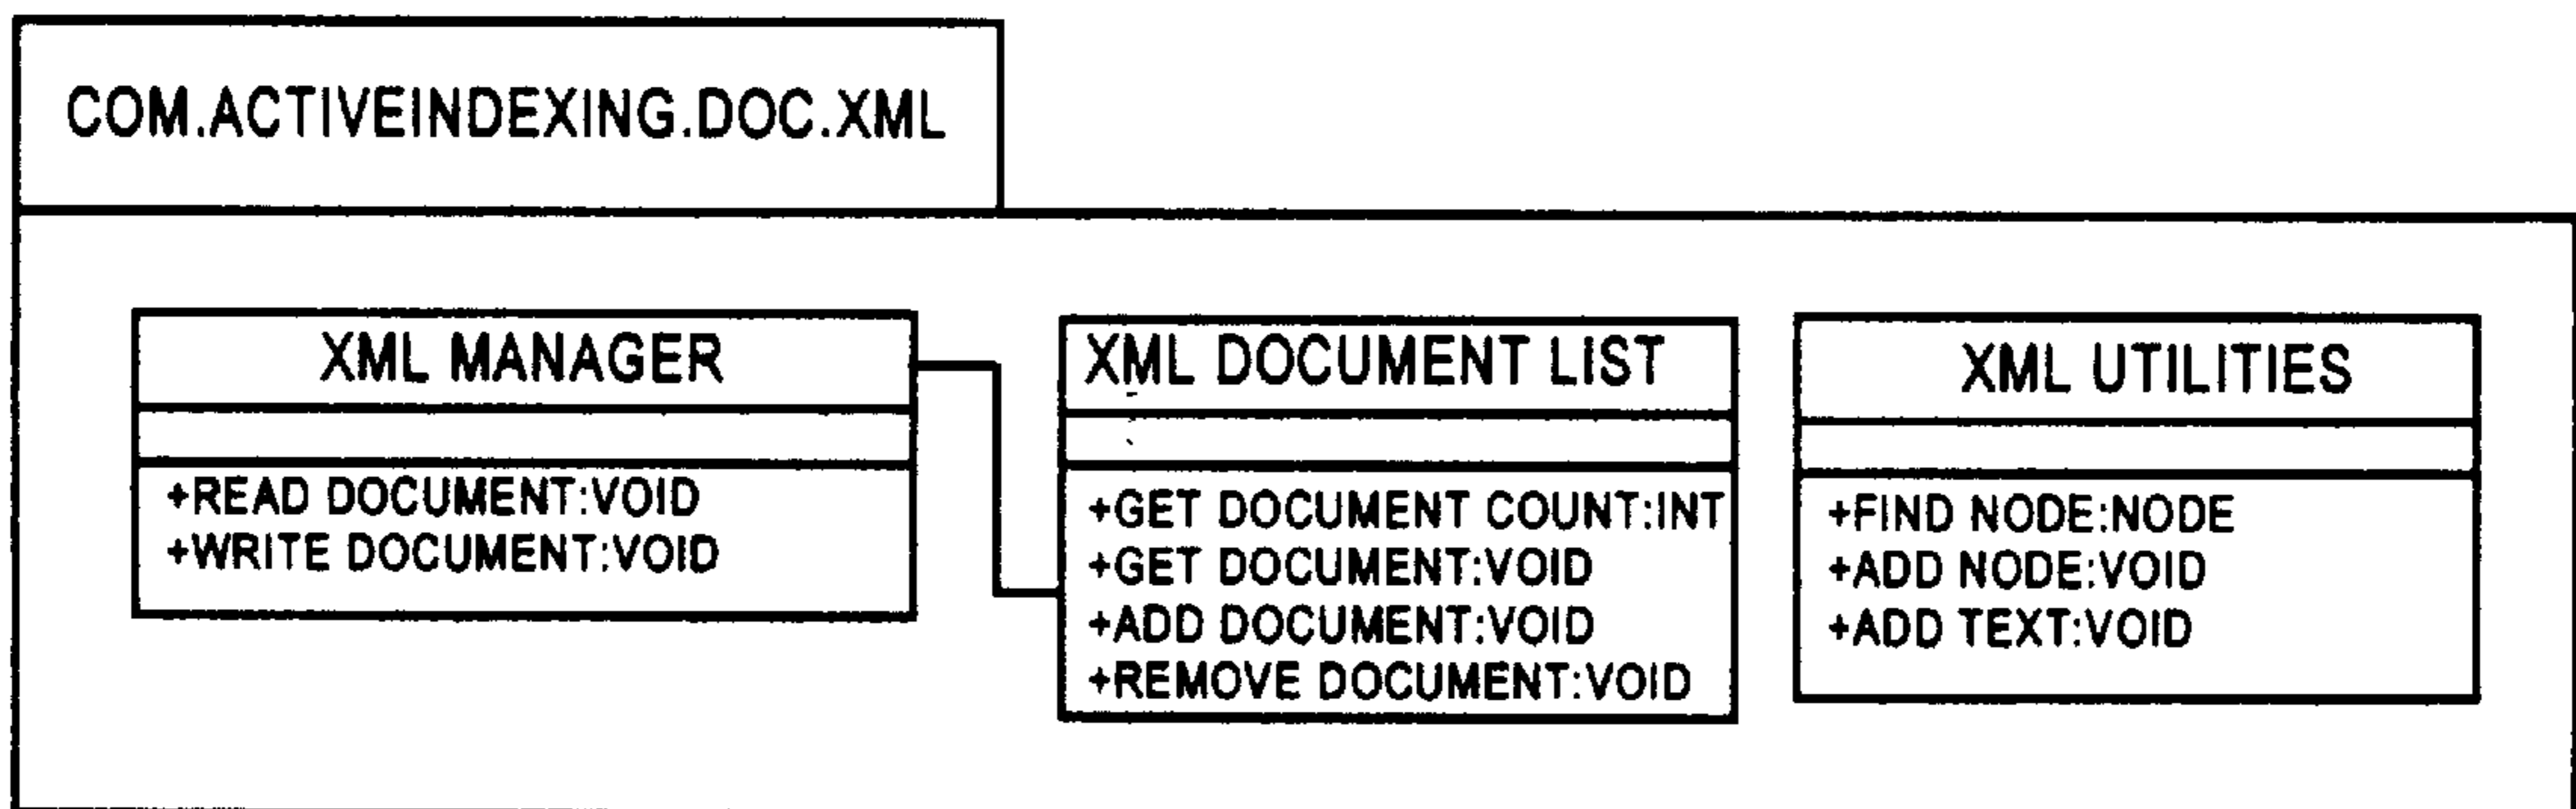 COM.ACTIVEINDEXING.DOC.XML
XML MANAGER
+READ DOCUMENT:VOID
+WRITE DOCUMENT:VOID
XML DOCUMENT LIST
+GET DOCUMENT COUNT:INT
+GET DOCUMENT:VOID
+ADD DOCUMENT:VOID
+REMOVE DOCUMENT:VOID
XML UTILITIES
+FIND NODE:NODE
+ADD NODE:VOID
+ADD TEXT:VOID